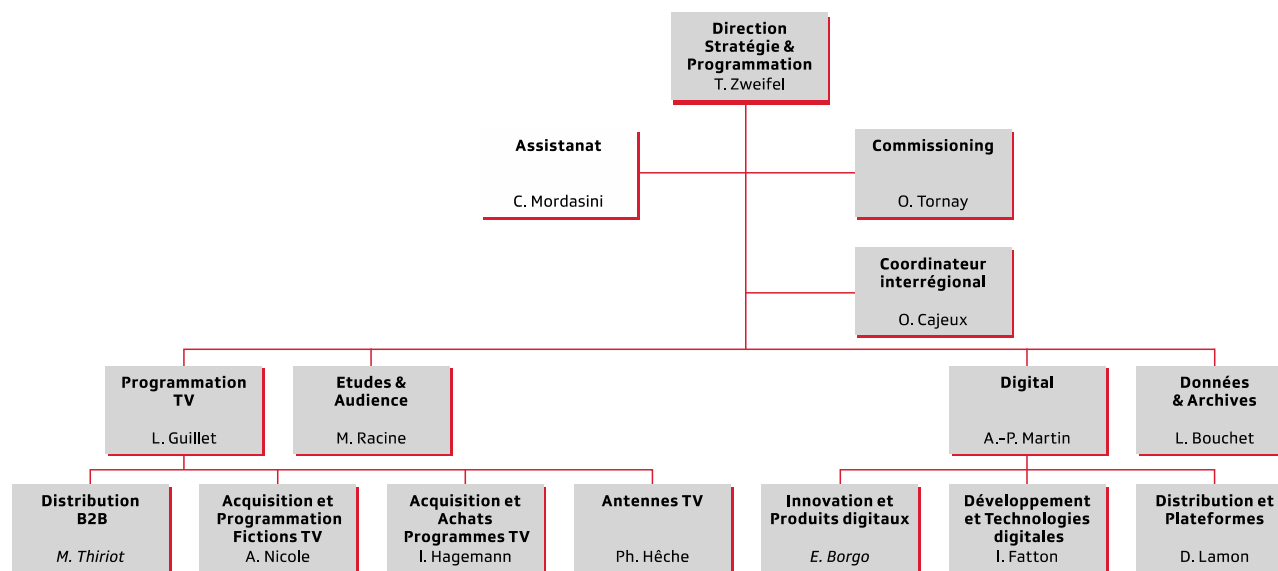 Direction
Stratégie &
Programmation
T. Zweifel
Assistanat
C. Mordasini
Commissioning
O. Tornay
Coordinateur
interrégional
O. Cajeux
Programmation
TV
L. Guillet
Etudes &
Audience
M. Racine
Digital
A.-P. Martin
Données
& Archives
L. Bouchet
Distribution
B2B
M. Thiriot
Acquisition et
Programmation
Fictions TV
A. Nicole
Acquisition et
Achats
Programmes TV
I. Hagemann
Antennes TV
Ph. Hêche
Innovation et
Produits digitaux
E. Borgo
Développement
et Technologies
digitales
I. Fatton
Distribution et
Plateformes
D. Lamon